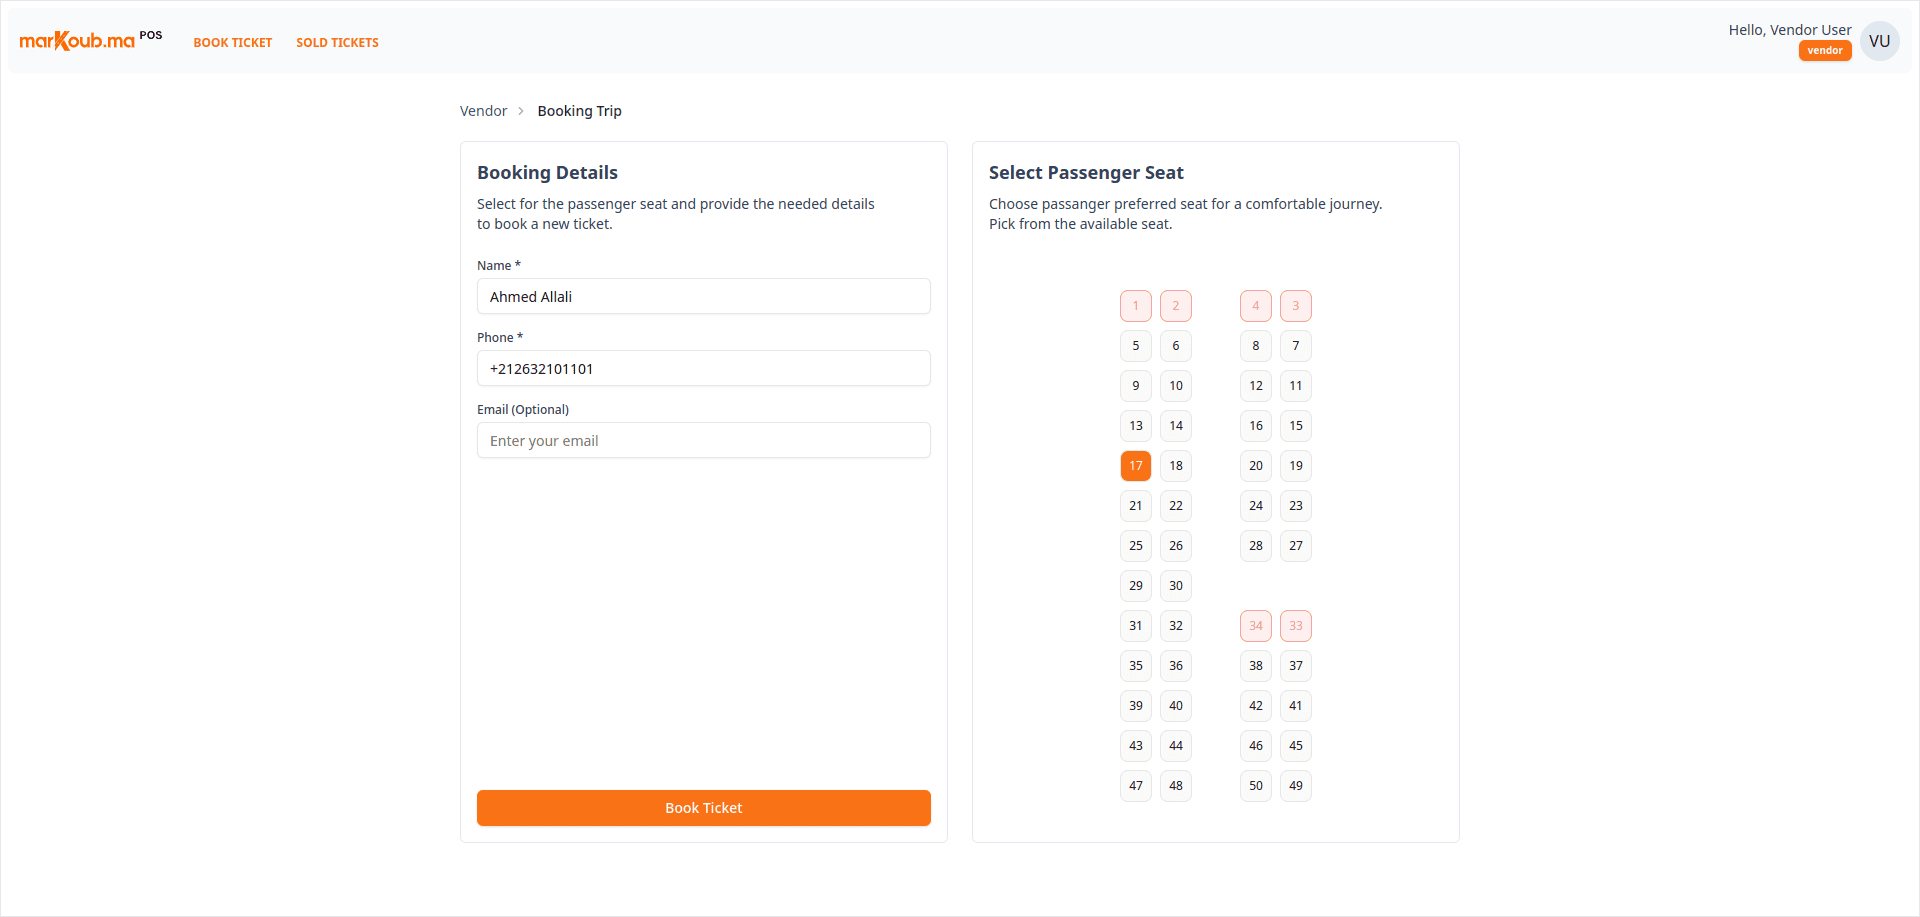 marKoub.ma POS
BOOK TICKET
SOLD TICKETS
Hello, Vendor User
vendor
VU
Vendor
Booking Trip
Booking Details
Select for the passenger seat and provide the needed details
to book a new ticket.
Name *
Ahmed Allali
Phone *
+212632101101
Email (Optional)
Enter your email
Book Ticket
Select Passenger Seat
Choose passanger preferred seat for a comfortable journey.
Pick from the available seat.
1 2 4 3
5 6 8 7
9 10 12 11
13 14 16 15
17 18 20 19
21 22 24 23
25 26 28 27
29 30
31 32 34 33
35 36 38 37
39 40 42 41
43 44 46 45
47 48 50 49